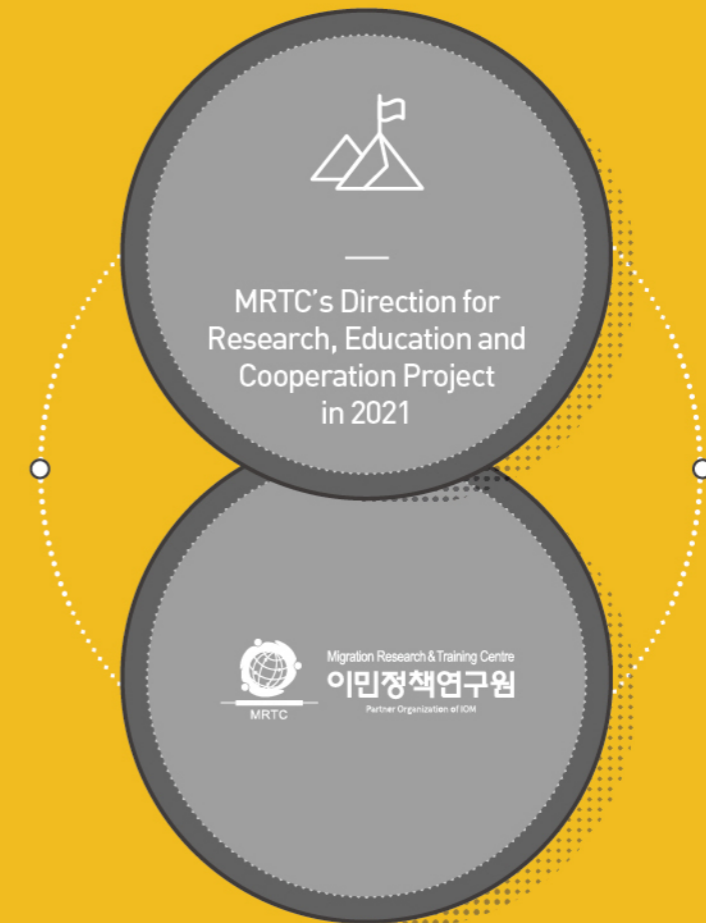 MRTC's Direction for
Research, Education and
Cooperation Project
in 2021
Migration Research & Training Centre
이민정책연구원
Partner Organization of IOM
MRTC